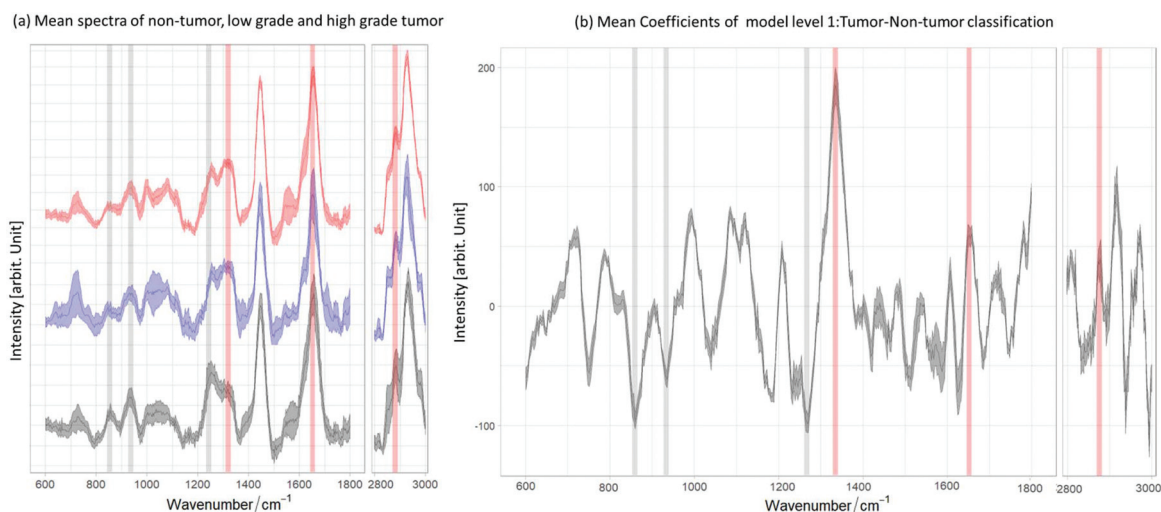 (a) Mean spectra of non-tumor, low grade and high grade tumor
Intensity [arbit. Unit]
600 800 1000 1200 1400 1600 1800 2800 3000
Wavenumber/cm⁻¹
(b) Mean Coefficients of model level 1:Tumor-Non-tumor classification
Intensity [arbit. Unit]
200
100
0
-100
600 800 1000 1200 1400 1600 1800 2800 3000
Wavenumber/cm⁻¹